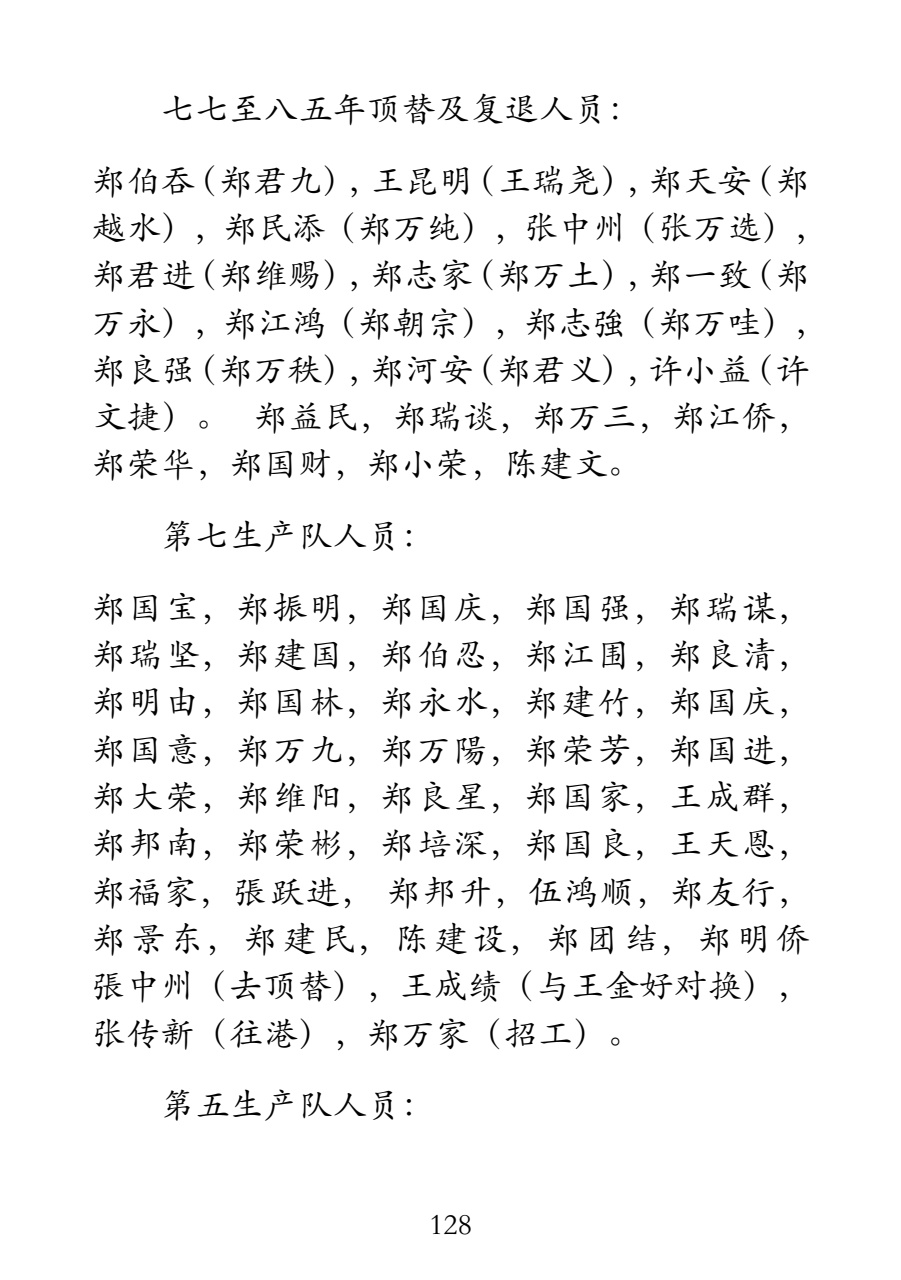 七七至八五年顶替及复退人员：
郑伯吞（郑君九），王昆明（王瑞尧），郑天安（郑
越水），郑民添（郑万纯），张中州（张万选），
郑君进（郑维赐），郑志家（郑万土），郑一致（郑
万永），郑江鸿（郑朝宗），郑志強（郑万哇），
郑良强（郑万秩），郑河安（郑君义），许小益（许
文捷）。 郑益民，郑瑞谈，郑万三，郑江侨，
郑荣华，郑国财，郑小荣，陈建文。
第七生产队人员：
郑国宝，郑振明，郑国庆，郑国强，郑瑞谋，
郑瑞坚，郑建国，郑伯忍，郑江围，郑良清，
郑明由，郑国林，郑永水，郑建竹，郑国庆，
郑国意，郑万九，郑万陽，郑荣芳，郑国进，
郑大荣，郑维阳，郑良星，郑国家，王成群，
郑邦南，郑荣彬，郑培深，郑国良，王天恩，
郑福家，張跃进， 郑邦升，伍鸿顺，郑友行，
郑景东，郑建民，陈建设，郑团结，郑明侨
張中州（去顶替），王成绩（与王金好对换），
张传新（往港），郑万家（招工）。
第五生产队人员：
128